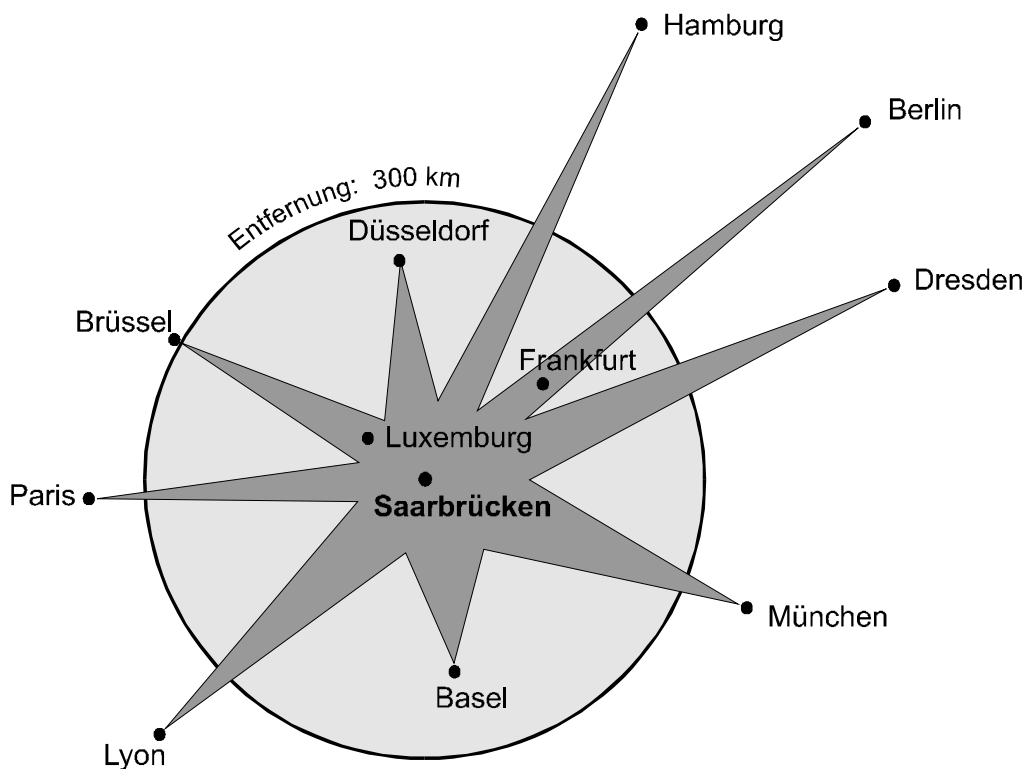 Hamburg
Berlin
Entfernung: 300 km
Düsseldorf
Dresden
Brüssel
Frankfurt
Luxemburg
Paris
Saarbrücken
München
Basel
Lyon